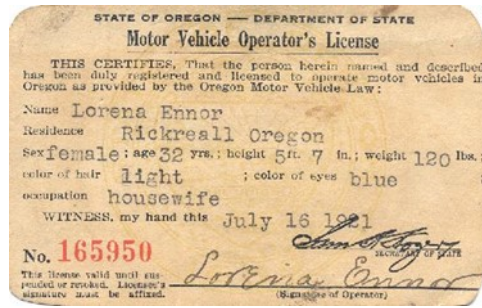 STATE OF OREGON — DEPARTMENT OF STATE
Motor Vehicle Operator's License
THIS CERTIFIES, That the person herein named and described
has been duly registered and licensed to operate motor vehicles in
Oregon as provided by the Oregon Motor Vehicle Law:
Name Lorena Ennor
Residence Rickreall Oregon
Sex female; age 32 yrs.; height 5 ft. 7 in.; weight 120 lbs.;
color of hair light ; color of eyes blue
occupation housewife
WITNESS, my hand this July 16 1921
SECRETARY OF STATE
No. 165950
This license valid until sus-
pended or revoked. Licensee's
signature must be affixed.
Lorena Ennor
(Signature of Operator)